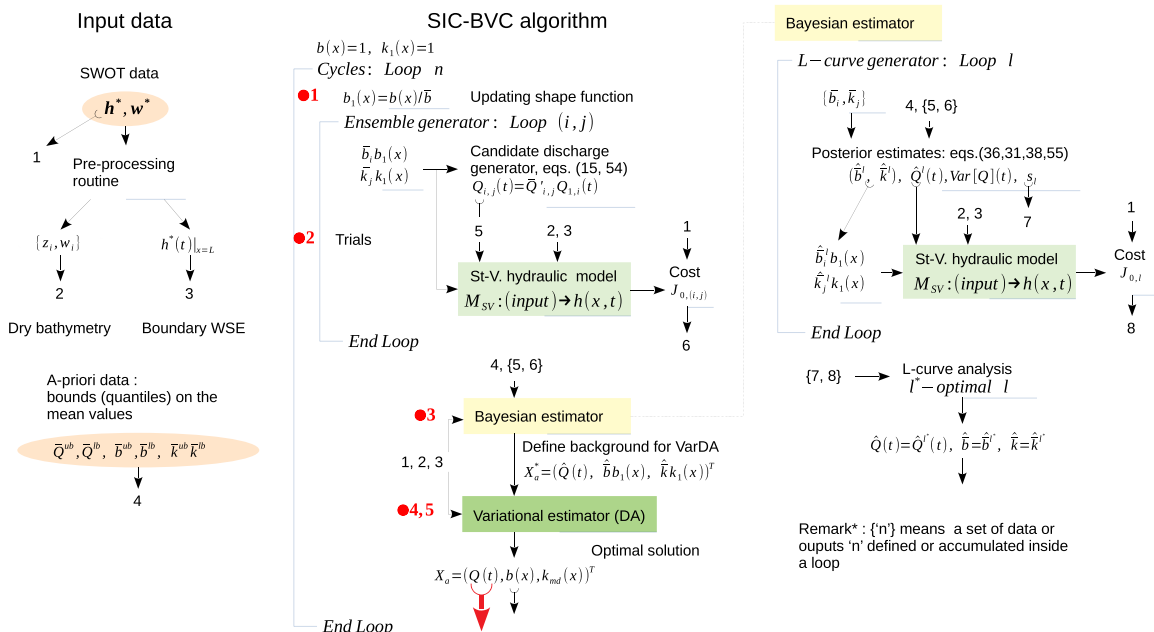 Input data
SWOT data
h*, w*
1
Pre-processing
routine
{z_i, w_i}
h*(t)|_{x=L}
2
3
Dry bathymetry
Boundary WSE
A-priori data :
bounds (quantiles) on the
mean values
Q̄^{ub}, Q̄^{lb}, b̄^{ub}, b̄^{lb}, k̄^{ub} k̄^{lb}
4
SIC-BVC algorithm
b(x)=1, k_1(x)=1
Cycles: Loop n
1
b_1(x)=b(x)/b̄
Updating shape function
Ensemble generator: Loop (i,j)
b̄_i b_1(x)
k̄_j k_1(x)
Candidate discharge
generator, eqs. (15, 54)
Q_{i,j}(t)=Q̄'_{i,j}Q_{1,i}(t)
2
Trials
5
2, 3
1
St-V. hydraulic model
M_{SV}:(input)→h(x,t)
Cost
J_{0,(i,j)}
6
End Loop
4, {5, 6}
3
Bayesian estimator
Define background for VarDA
X_a^*=(Q̂(t), b̄̂ b_1(x), k̄̂ k_1(x))^T
1, 2, 3
4,5
Variational estimator (DA)
Optimal solution
X_a=(Q(t),b(x),k_{md}(x))^T
End Loop
Bayesian estimator
L−curve generator: Loop l
{b̄_i, k̄_j}
4, {5, 6}
Posterior estimates: eqs.(36,31,38,55)
(b̄̂^l, k̄̂^l), Q̂^l(t), Var[Q](t), s_l
7
2, 3
1
b̄̂_i^l b_1(x)
k̄̂_j^l k_1(x)
St-V. hydraulic model
M_{SV}:(input)→h(x,t)
Cost
J_{0,l}
8
End Loop
{7, 8}
L-curve analysis
l*−optimal l
Q̂(t)=Q̂^{l*}(t), b̄̂=b̄̂^{l*}, k̄̂=k̄̂^{l*}
Remark* : {‘n’} means a set of data or
ouputs ‘n’ defined or accumulated inside
a loop